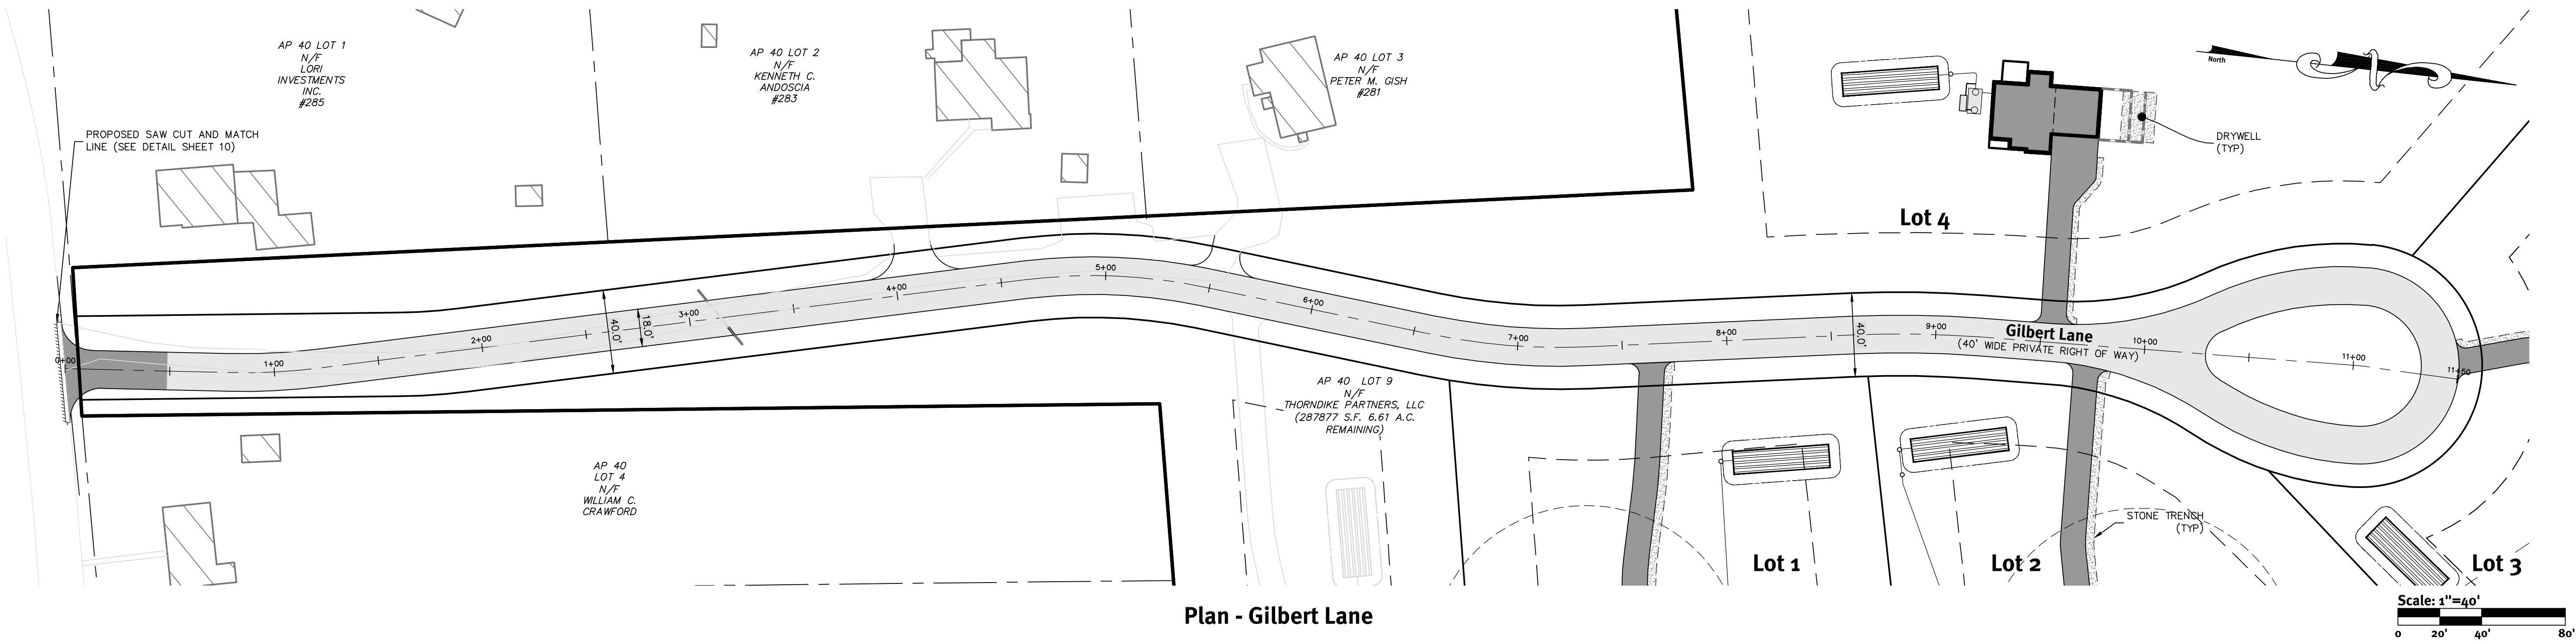 AP 40 LOT 1
N/F
LORI
INVESTMENTS
INC.
#285
AP 40 LOT 2
N/F
KENNETH C.
ANDOSCIA
#283
AP 40 LOT 3
N/F
PETER M. GISH
#281
North
PROPOSED SAW CUT AND MATCH
LINE (SEE DETAIL SHEET 10)
DRYWELL
(TYP)
Lot 4
0+00
1+00
2+00
3+00
4+00
5+00
6+00
7+00
8+00
9+00
10+00
11+00
11+50
40.0'
18.0'
40.0'
Gilbert Lane
(40' WIDE PRIVATE RIGHT OF WAY)
AP 40 LOT 9
N/F
THORNDIKE PARTNERS, LLC
(287877 S.F. 6.61 A.C.
REMAINING)
AP 40
LOT 4
N/F
WILLIAM C.
CRAWFORD
STONE TRENCH
(TYP)
Lot 1
Lot 2
Lot 3
Plan - Gilbert Lane
Scale: 1"=40'
0 20' 40' 80'